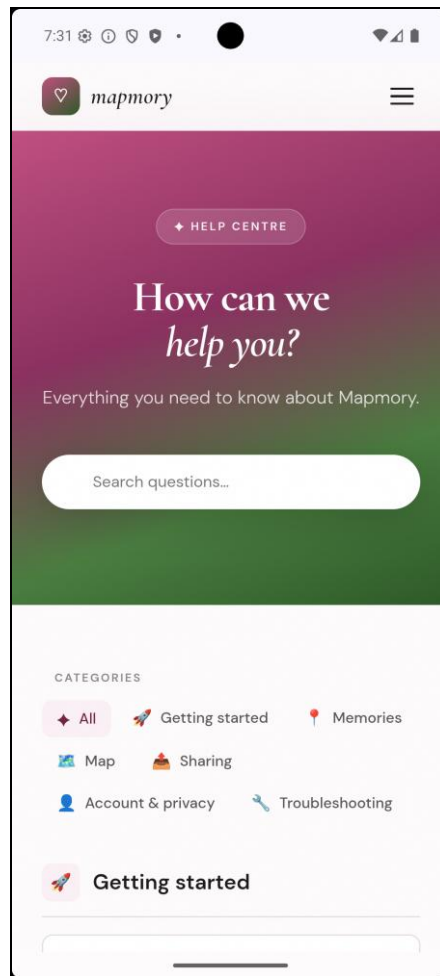 7:31
mapmory
✦ HELP CENTRE
How can we
help you?
Everything you need to know about Mapmory.
Search questions...
CATEGORIES
✦ All
Getting started
Memories
Map
Sharing
Account & privacy
Troubleshooting
Getting started